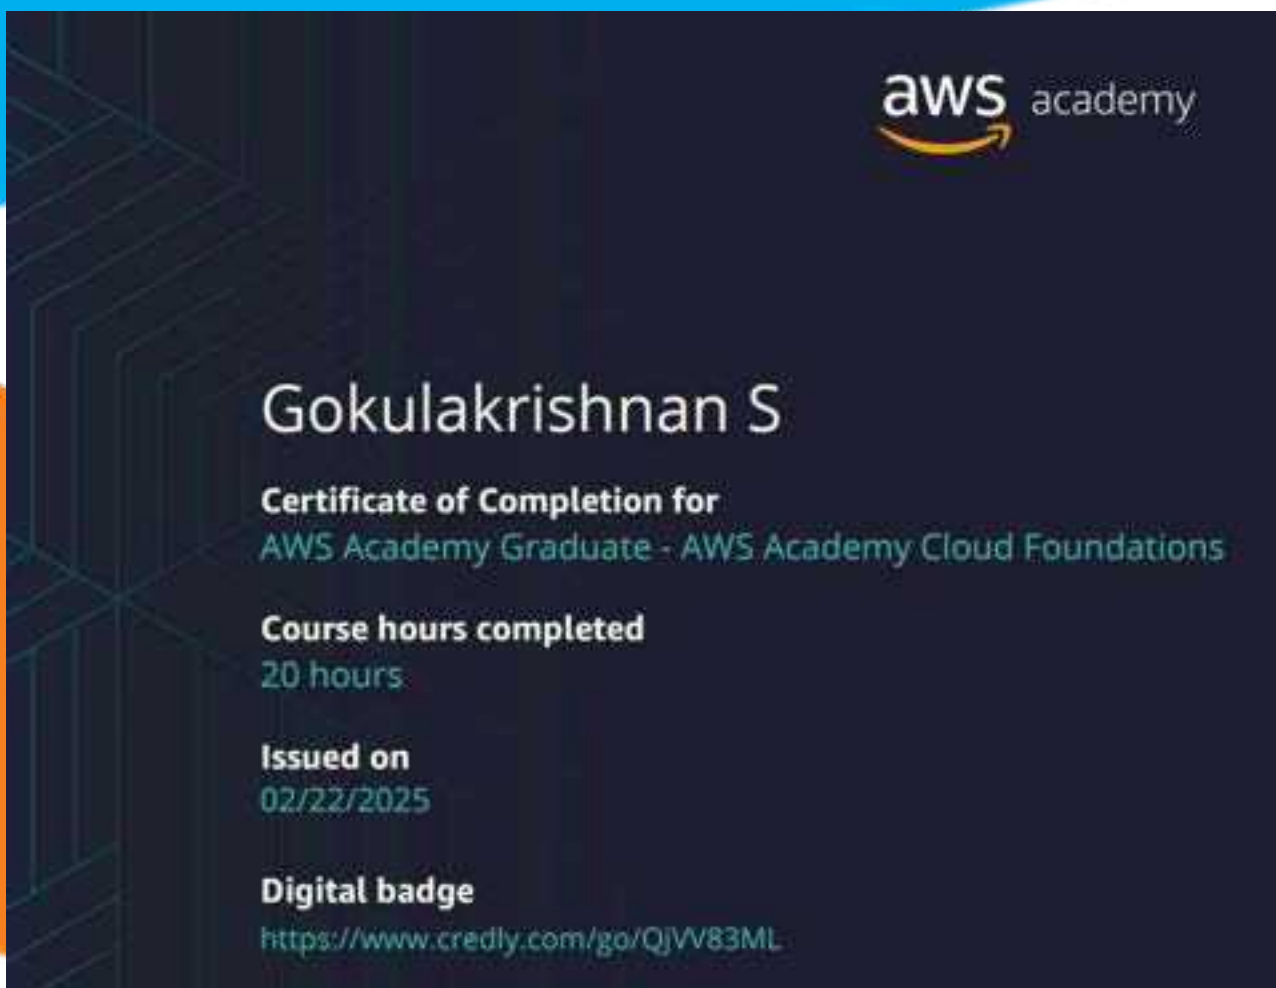 aws academy
Gokulakrishnan S
Certificate of Completion for
AWS Academy Graduate - AWS Academy Cloud Foundations
Course hours completed
20 hours
Issued on
02/22/2025
Digital badge
https://www.credly.com/go/QjVV83ML